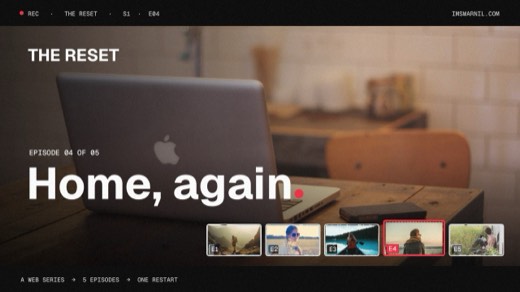 REC · THE RESET · S1 · E04
IMSWARNIL.COM
THE RESET
EPISODE 04 OF 05
Home, again.
E1
E2
E3
E4
E5
A WEB SERIES → 5 EPISODES → ONE RESTART